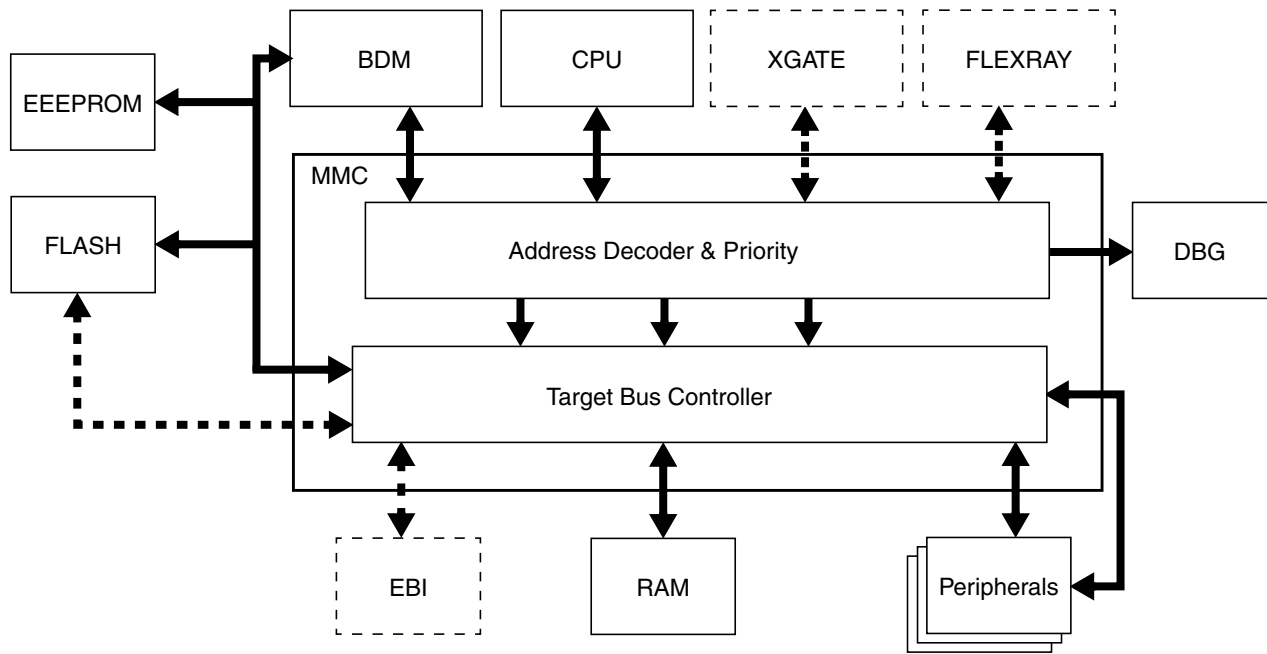 BDM
CPU
XGATE
FLEXRAY
EEEPROM
MMC
FLASH
Address Decoder & Priority
DBG
Target Bus Controller
EBI
RAM
Peripherals